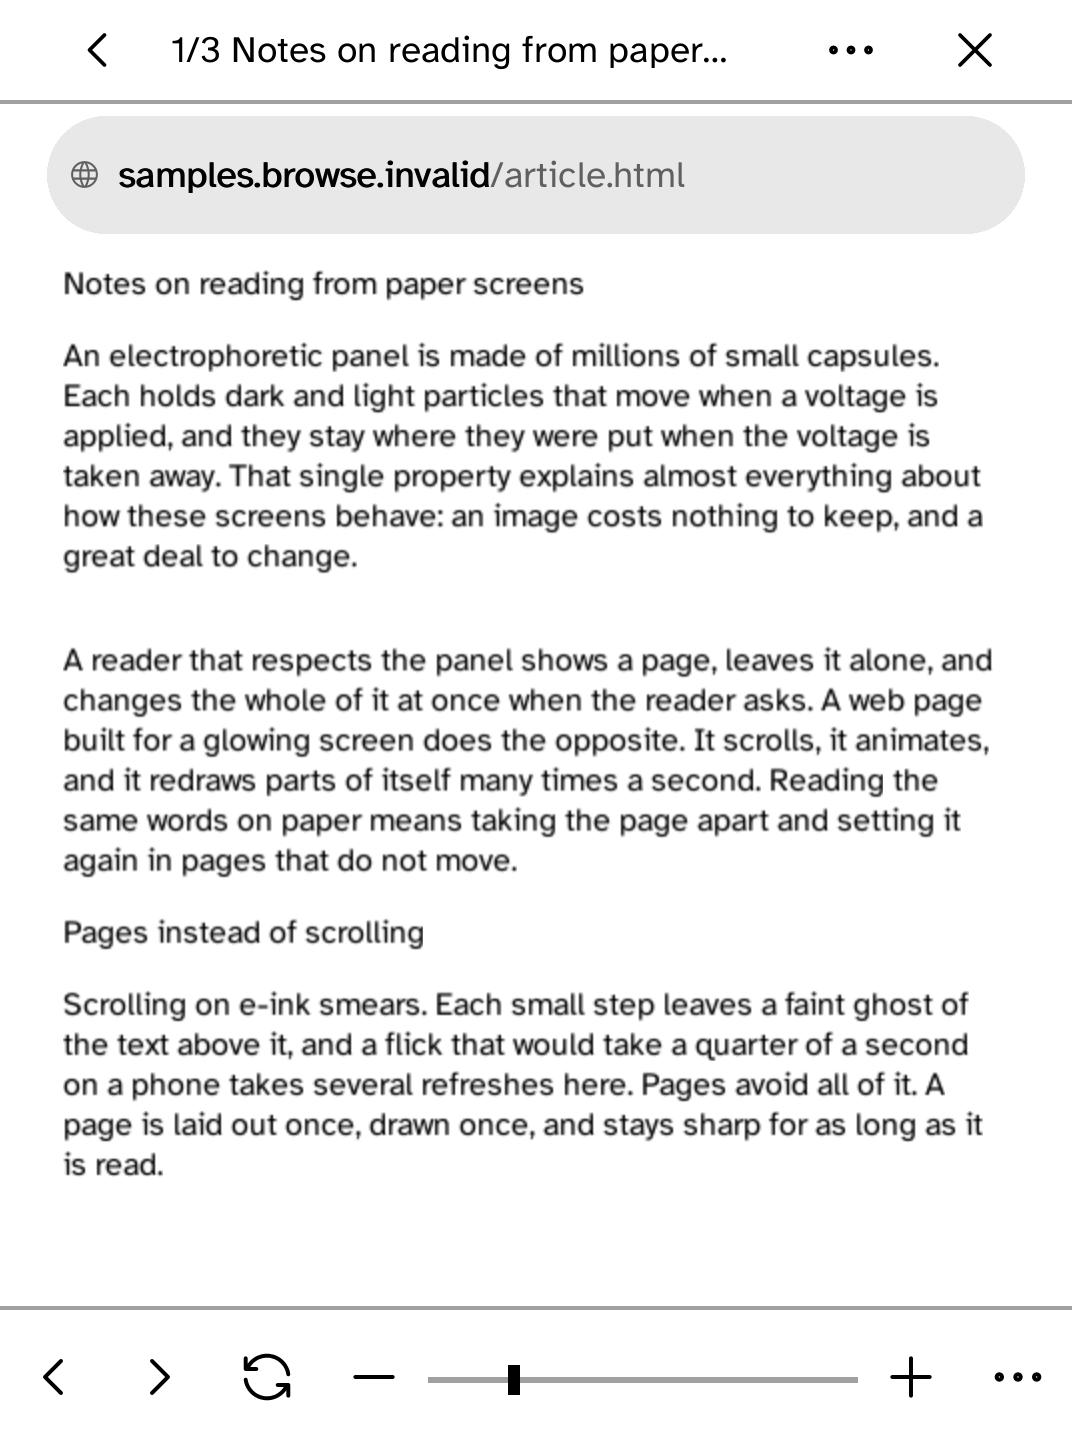 1/3 Notes on reading from paper...
samples.browse.invalid/article.html
Notes on reading from paper screens
An electrophoretic panel is made of millions of small capsules.
Each holds dark and light particles that move when a voltage is
applied, and they stay where they were put when the voltage is
taken away. That single property explains almost everything about
how these screens behave: an image costs nothing to keep, and a
great deal to change.
A reader that respects the panel shows a page, leaves it alone, and
changes the whole of it at once when the reader asks. A web page
built for a glowing screen does the opposite. It scrolls, it animates,
and it redraws parts of itself many times a second. Reading the
same words on paper means taking the page apart and setting it
again in pages that do not move.
Pages instead of scrolling
Scrolling on e-ink smears. Each small step leaves a faint ghost of
the text above it, and a flick that would take a quarter of a second
on a phone takes several refreshes here. Pages avoid all of it. A
page is laid out once, drawn once, and stays sharp for as long as it
is read.